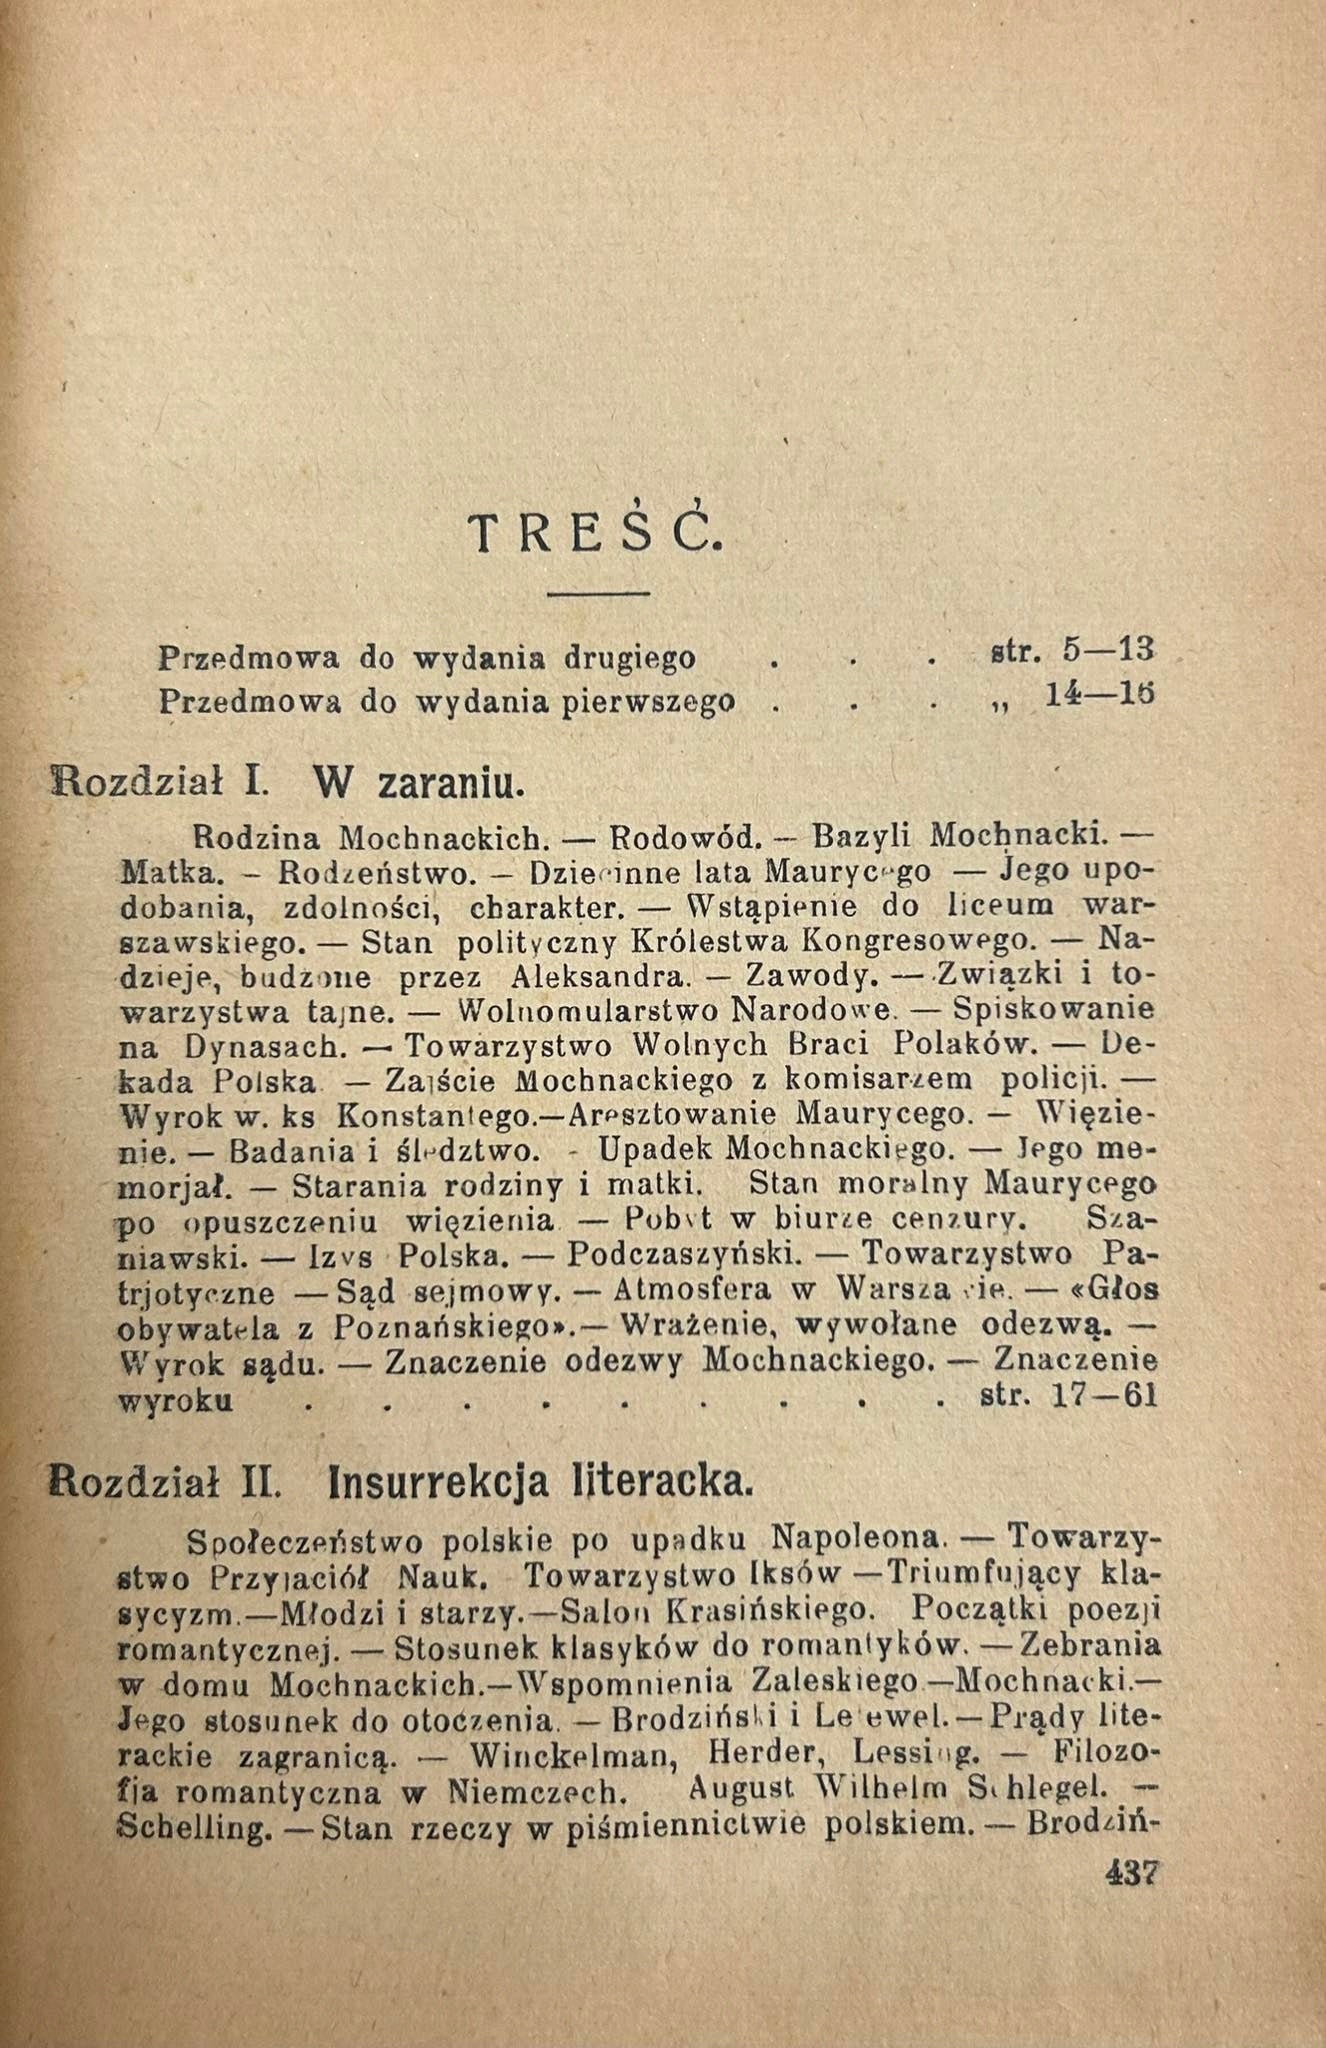 TREŚĆ.
Przedmowa do wydania drugiego . . . str. 5—13
Przedmowa do wydania pierwszego . . . „ 14—16
Rozdział I. W zaraniu.
Rodzina Mochnackich. — Rodowód. — Bazyli Mochnacki. —
Matka. — Rodzeństwo. — Dziecinne lata Maurycego — Jego upo-
dobania, zdolności, charakter. — Wstąpienie do liceum war-
szawskiego. — Stan polityczny Królestwa Kongresowego. — Na-
dzieje, budzone przez Aleksandra. — Zawody. — Związki i to-
warzystwa tajne. — Wolnomularstwo Narodowe. — Spiskowanie
na Dynasach. — Towarzystwo Wolnych Braci Polaków. — De-
kada Polska — Zajście Mochnackiego z komisarzem policji. —
Wyrok w. ks Konstantego.—Aresztowanie Maurycego. — Więzie-
nie. — Badania i śledztwo. - Upadek Mochnackiego. — Jego me-
morjał. — Starania rodziny i matki. Stan moralny Maurycego
po opuszczeniu więzienia — Pobyt w biurze cenzury. Sza-
niawski. — Izys Polska. — Podczaszyński. — Towarzystwo Pa-
trjotyczne — Sąd sejmowy. — Atmosfera w Warszawie. — «Głos
obywatela z Poznańskiego».— Wrażenie, wywołane odezwą. —
Wyrok sądu. — Znaczenie odezwy Mochnackiego. — Znaczenie
wyroku . . . . . . . . . str. 17—61
Rozdział II. Insurrekcja literacka.
Społeczeństwo polskie po upadku Napoleona. — Towarzy-
stwo Przyjaciół Nauk. Towarzystwo Iksów —Triumfujący kla-
sycyzm.—Młodzi i starzy.—Salon Krasińskiego. Początki poezji
romantycznej. — Stosunek klasyków do romantyków. — Zebrania
w domu Mochnackich.—Wspomnienia Zaleskiego —Mochnacki.—
Jego stosunek do otoczenia. — Brodziński i Lelewel. — Prądy lite-
rackie zagranicą. — Winckelman, Herder, Lessing. — Filozo-
fja romantyczna w Niemczech. August Wilhelm Schlegel. —
Schelling. — Stan rzeczy w piśmiennictwie polskiem. — Brodziń-
437